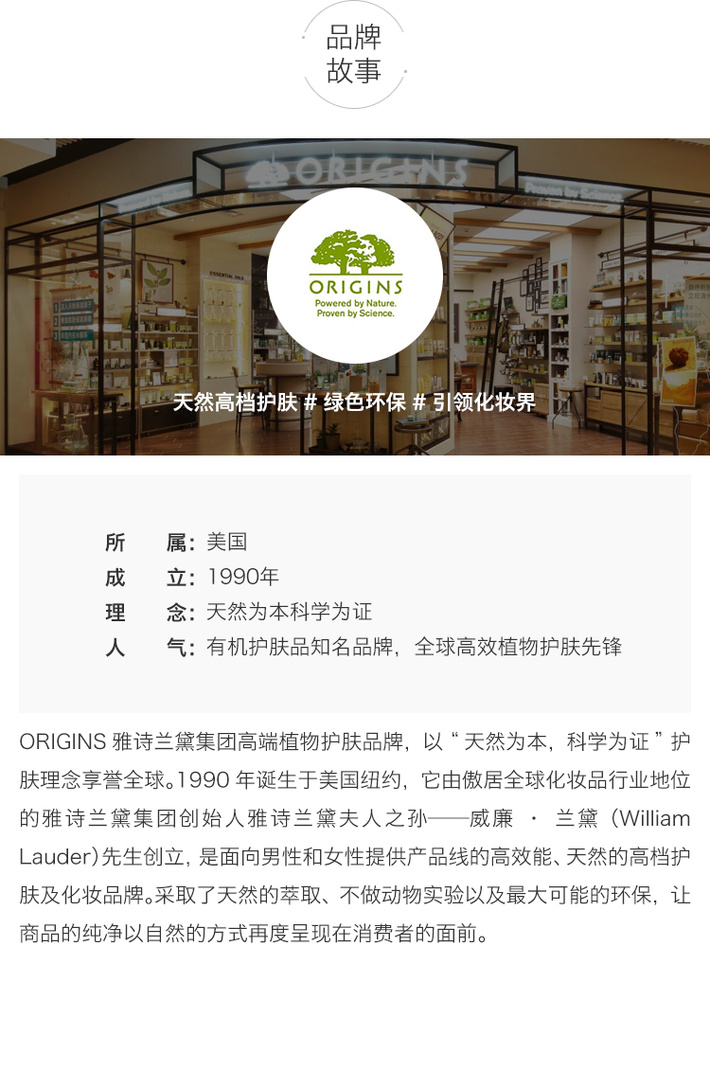 品牌
故事
ORIGINS
Proven by Science
ESSENTIAL OILS
ORIGINS
Powered by Nature.
Proven by Science.
天然高档护肤 # 绿色环保 # 引领化妆界
所 属：美国
成 立：1990年
理 念：天然为本科学为证
人 气：有机护肤品知名品牌，全球高效植物护肤先锋
ORIGINS 雅诗兰黛集团高端植物护肤品牌，以“天然为本，科学为证”护
肤理念享誉全球。1990 年诞生于美国纽约，它由傲居全球化妆品行业地位
的雅诗兰黛集团创始人雅诗兰黛夫人之孙——威廉 · 兰黛（William
Lauder）先生创立，是面向男性和女性提供产品线的高效能、天然的高档护
肤及化妆品牌。采取了天然的萃取、不做动物实验以及最大可能的环保，让
商品的纯净以自然的方式再度呈现在消费者的面前。